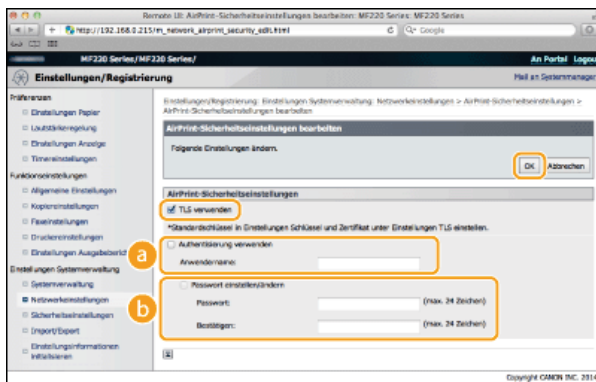 Remote UI: AirPrint-Sicherheitseinstellungen bearbeiten: MF220 Series: MF220 Series
http://192.168.0.215/m_network_airprint_security_edit.html
Google
MF220 Series/MF220 Series/
An Portal Logout
Einstellungen/Registrierung
Mail an Systemmanager
Präferenzen
Einstellungen Papier
Lautstärkeregelung
Einstellungen Anzeige
Timereinstellungen
Funktionseinstellungen
Allgemeine Einstellungen
Kopiereinstellungen
Faxeinstellungen
Druckereinstellungen
Einstellungen Ausgabebericht
Einstellungen Systemverwaltung
Systemverwaltung
Netzwerkeinstellungen
Sicherheitseinstellungen
Import/Export
Einstellungsinformationen
initialisieren
Einstellungen/Registrierung: Einstellungen Systemverwaltung: Netzwerkeinstellungen > AirPrint-Sicherheitseinstellungen >
AirPrint-Sicherheitseinstellungen bearbeiten
AirPrint-Sicherheitseinstellungen bearbeiten
Folgende Einstellungen ändern.
OK Abbrechen
AirPrint-Sicherheitseinstellungen
TLS verwenden
*Standardschlüssel in Einstellungen Schlüssel und Zertifikat unter Einstellungen TLS einstellen.
a
Authentisierung verwenden
Anwendername:
b
Passwort einstellen/ändern
Passwort: (max. 24 Zeichen)
Bestätigen: (max. 24 Zeichen)
Copyright CANON INC. 2014